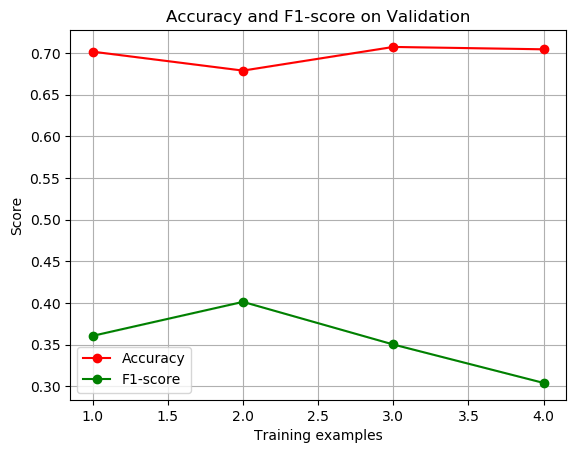 Accuracy and F1-score on Validation
0.70
0.65
0.60
0.55
0.50
0.45
0.40
0.35
0.30
Score
Accuracy
F1-score
1.0 1.5 2.0 2.5 3.0 3.5 4.0
Training examples